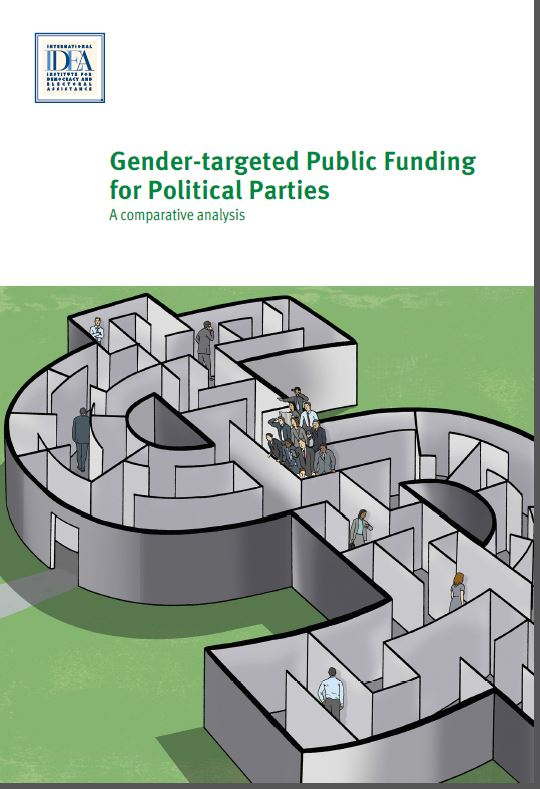 INTERNATIONAL
IDEA
INSTITUTE FOR
DEMOCRACY AND
ELECTORAL
ASSISTANCE
Gender-targeted Public Funding
for Political Parties
A comparative analysis